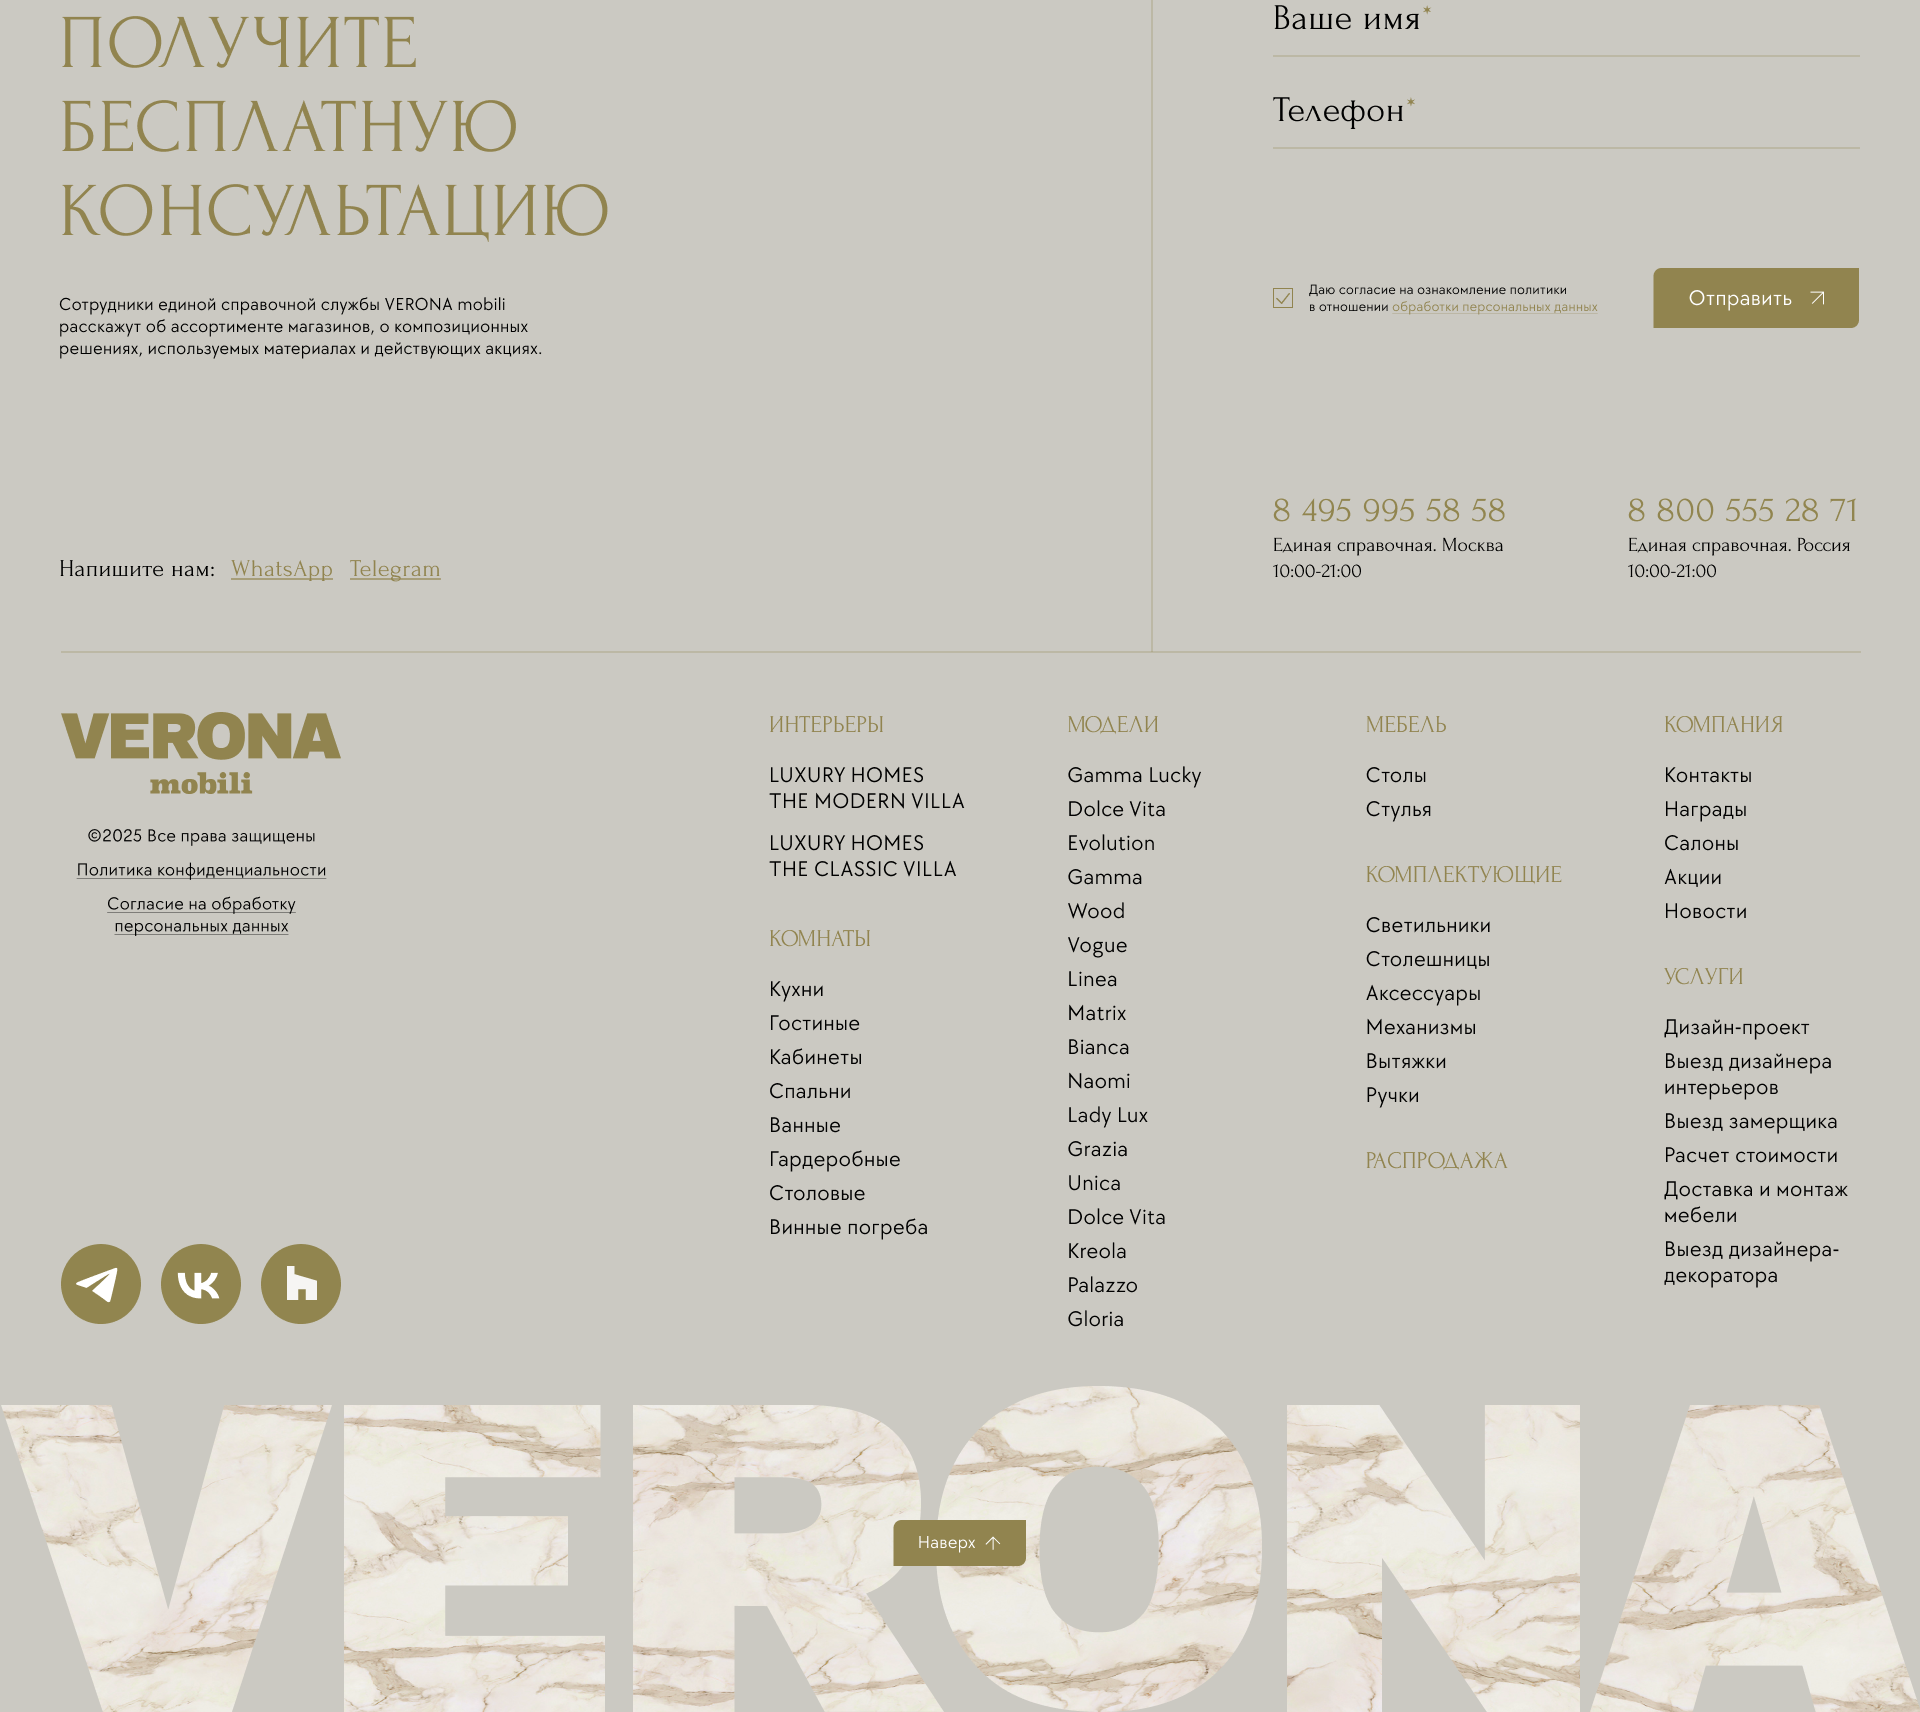 ПОЛУЧИТЕ
БЕСПЛАТНУЮ
КОНСУЛЬТАЦИЮ
Сотрудники единой справочной службы VERONA mobili
расскажут об ассортименте магазинов, о композиционных
решениях, используемых материалах и действующих акциях.
Напишите нам: WhatsApp Telegram
Ваше имя*
Телефон*
Даю согласие на ознакомление политики
в отношении обработки персональных данных
Отправить
8 495 995 58 58
Единая справочная. Москва
10:00-21:00
8 800 555 28 71
Единая справочная. Россия
10:00-21:00
VERONA
mobili
©2025 Все права защищены
Политика конфиденциальности
Согласие на обработку
персональных данных
ИНТЕРЬЕРЫ
LUXURY HOMES
THE MODERN VILLA
LUXURY HOMES
THE CLASSIC VILLA
КОМНАТЫ
Кухни
Гостиные
Кабинеты
Спальни
Ванные
Гардеробные
Столовые
Винные погреба
МОДЕЛИ
Gamma Lucky
Dolce Vita
Evolution
Gamma
Wood
Vogue
Linea
Matrix
Bianca
Naomi
Lady Lux
Grazia
Unica
Dolce Vita
Kreola
Palazzo
Gloria
МЕБЕЛЬ
Столы
Стулья
КОМПЛЕКТУЮЩИЕ
Светильники
Столешницы
Аксессуары
Механизмы
Вытяжки
Ручки
РАСПРОДАЖА
КОМПАНИЯ
Контакты
Награды
Салоны
Акции
Новости
УСЛУГИ
Дизайн-проект
Выезд дизайнера
интерьеров
Выезд замерщика
Расчет стоимости
Доставка и монтаж
мебели
Выезд дизайнера-
декоратора
VERONA
Наверх